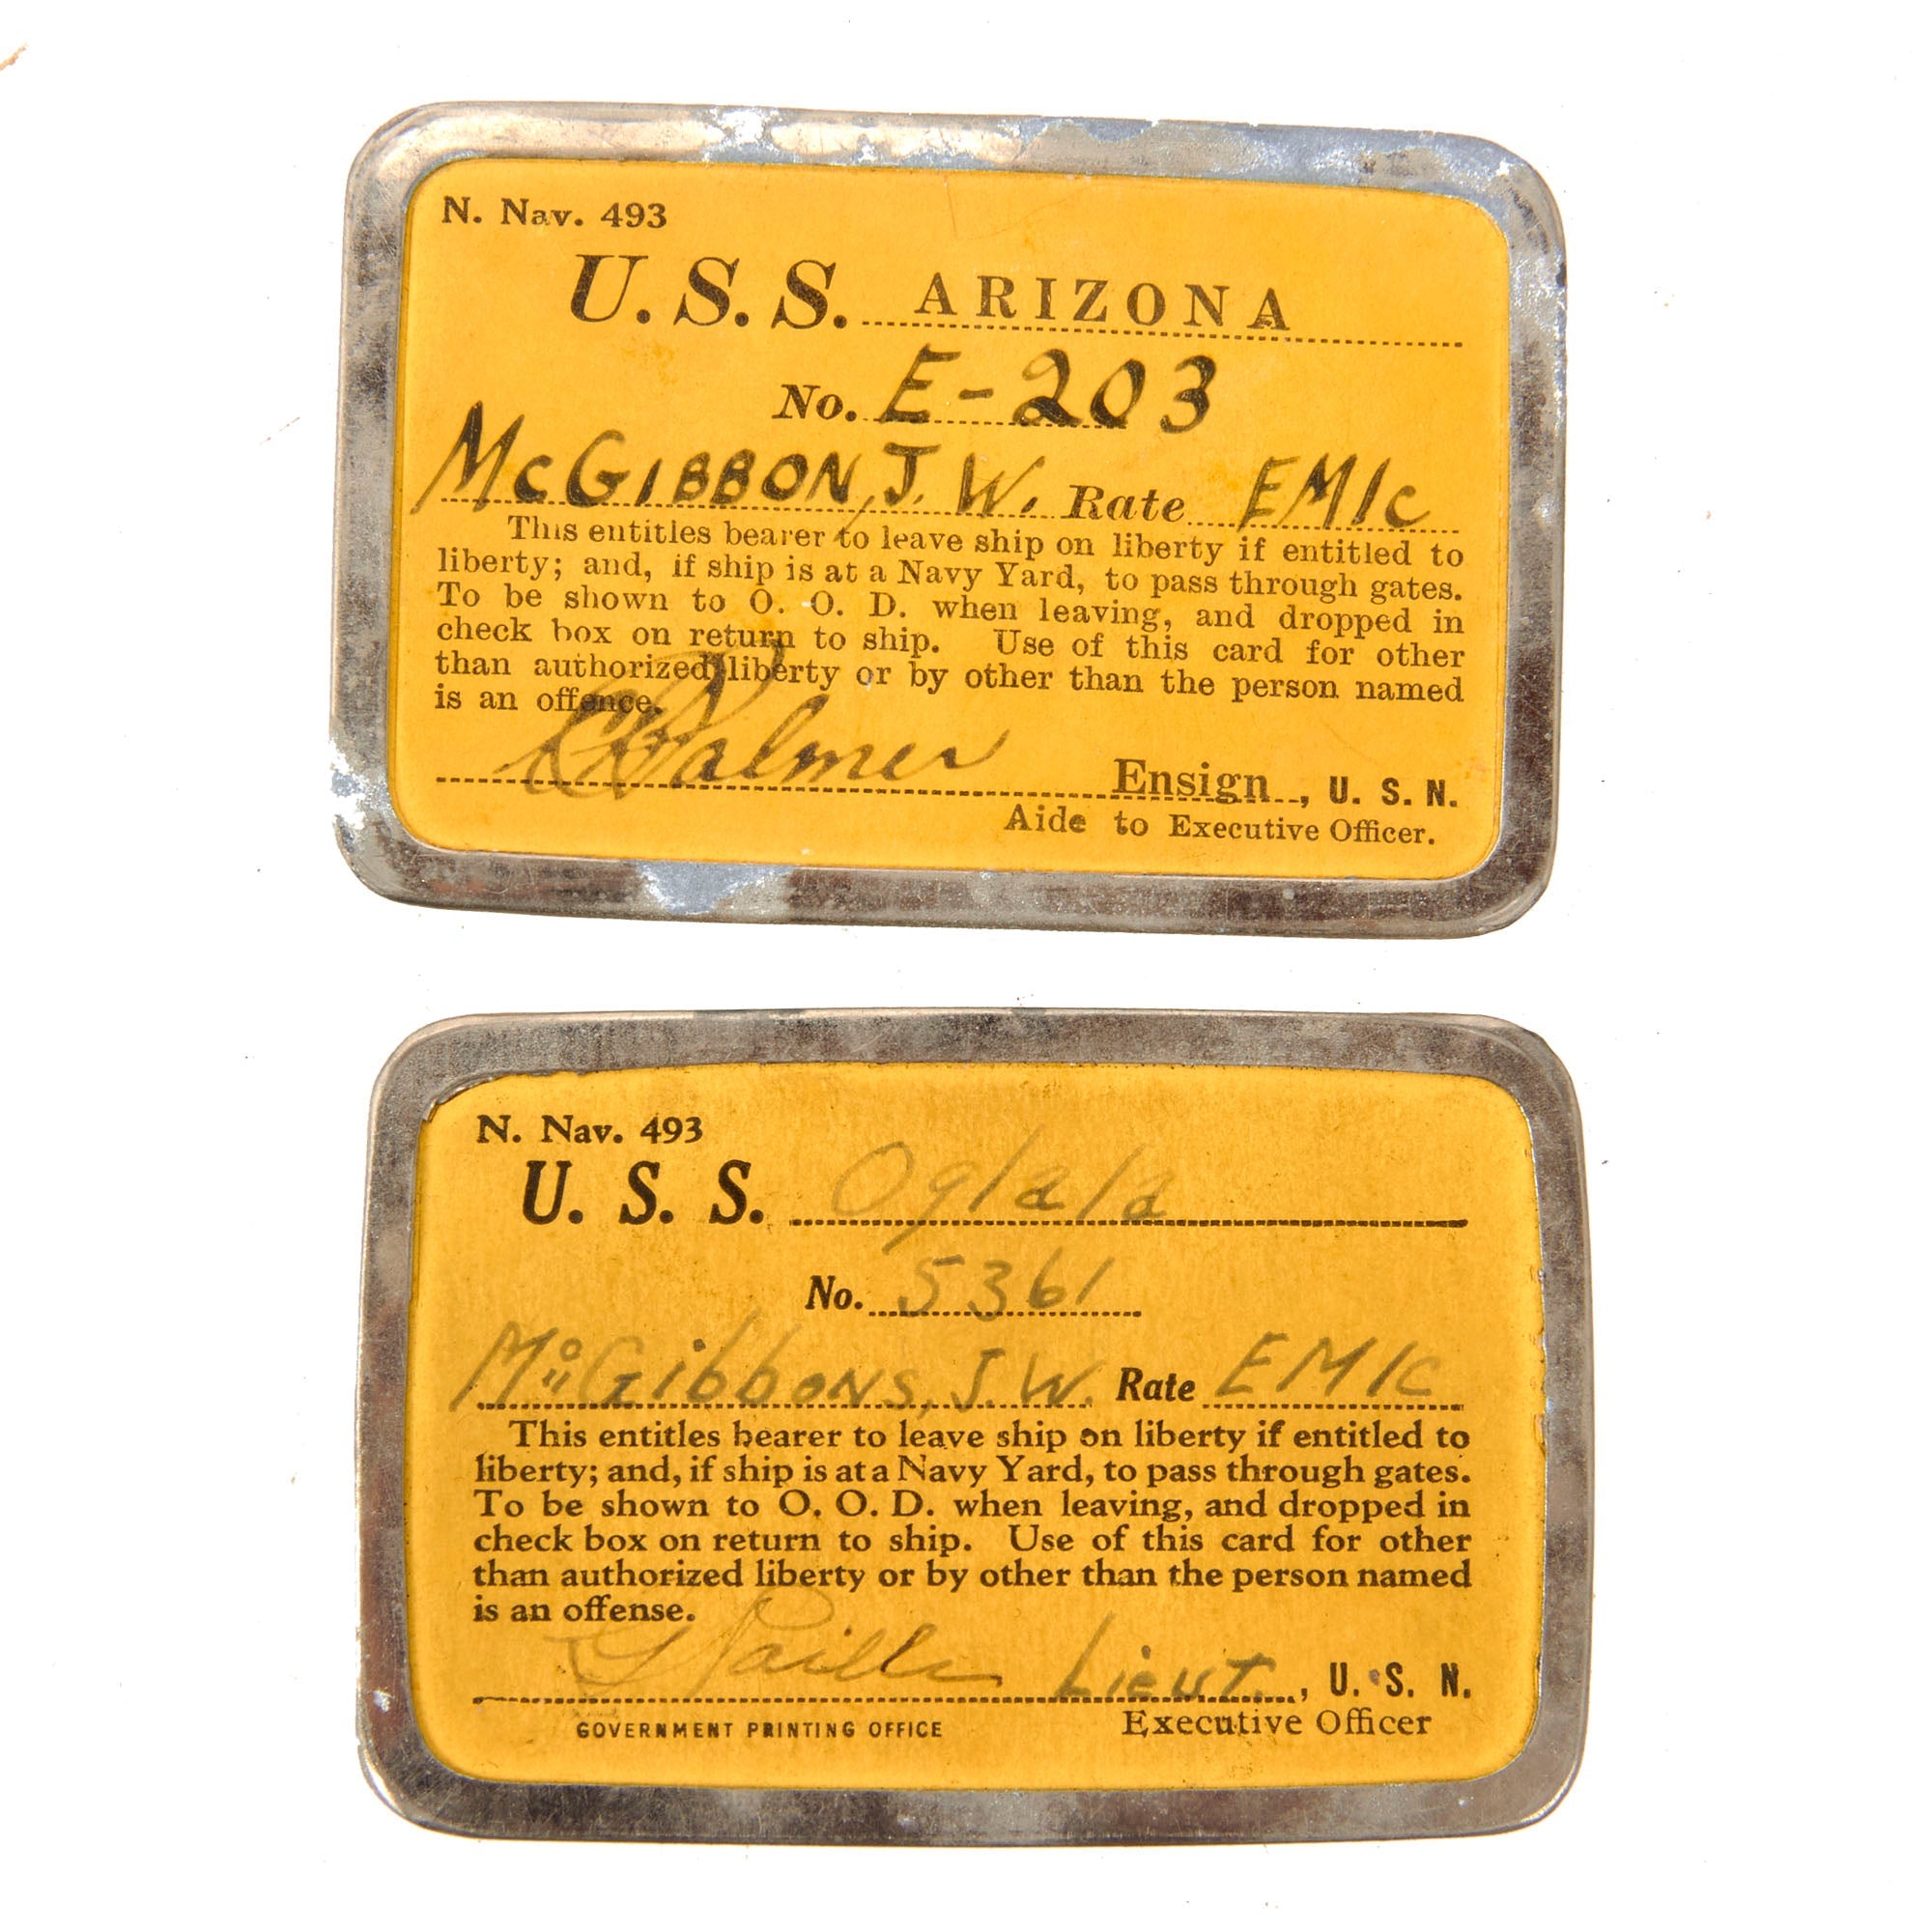 N. Nav. 493
U. S. S. ARIZONA
No. E-203
McGIBBON, J. W. Rate EM1c
This entitles bearer to leave ship on liberty if entitled to
liberty; and, if ship is at a Navy Yard, to pass through gates.
To be shown to O. O. D. when leaving, and dropped in
check box on return to ship. Use of this card for other
than authorized liberty or by other than the person named
is an offence.
Palmer Ensign, U. S. N.
Aide to Executive Officer.
N. Nav. 493
U. S. S. Oglala
No. 5361
McGibbons, J. W. Rate EM1c
This entitles bearer to leave ship on liberty if entitled to
liberty; and, if ship is at a Navy Yard, to pass through gates.
To be shown to O. O. D. when leaving, and dropped in
check box on return to ship. Use of this card for other
than authorized liberty or by other than the person named
is an offense.
Lieut., U. S. N.
GOVERNMENT PRINTING OFFICE Executive Officer